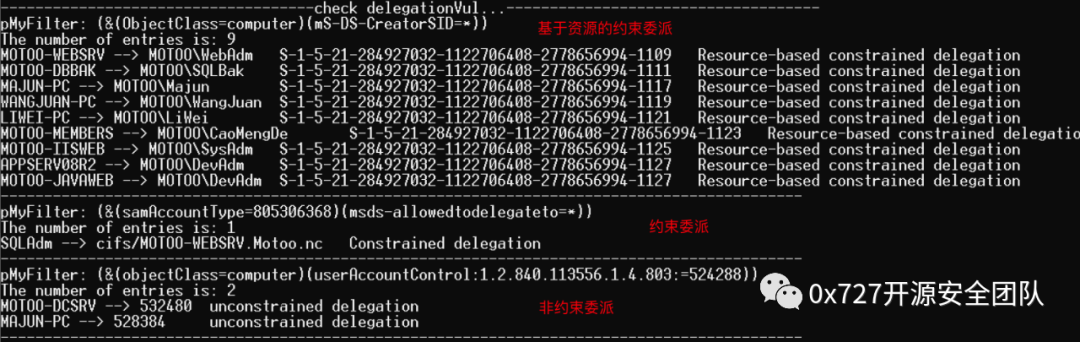 ----------------------------------check delegationVul...----------------------------------
pMyFilter: (&(ObjectClass=computer)(mS-DS-CreatorSID=*))
基于资源的约束委派
The number of entries is: 9
MOTOO-WEBSRV --> MOTOO\WebAdm S-1-5-21-284927032-1122706408-2778656994-1109 Resource-based constrained delegation
MOTOO-DBBAK --> MOTOO\SQLBak S-1-5-21-284927032-1122706408-2778656994-1111 Resource-based constrained delegation
MAJUN-PC --> MOTOO\Majun S-1-5-21-284927032-1122706408-2778656994-1117 Resource-based constrained delegation
WANGJUAN-PC --> MOTOO\WangJuan S-1-5-21-284927032-1122706408-2778656994-1119 Resource-based constrained delegation
LIWEI-PC --> MOTOO\LiWei S-1-5-21-284927032-1122706408-2778656994-1121 Resource-based constrained delegation
MOTOO-MEMBERS --> MOTOO\CaoMengDe S-1-5-21-284927032-1122706408-2778656994-1123 Resource-based constrained delegatio
MOTOO-IISWEB --> MOTOO\SysAdm S-1-5-21-284927032-1122706408-2778656994-1125 Resource-based constrained delegation
APPSERV08R2 --> MOTOO\DevAdm S-1-5-21-284927032-1122706408-2778656994-1127 Resource-based constrained delegation
MOTOO-JAVAWEB --> MOTOO\DevAdm S-1-5-21-284927032-1122706408-2778656994-1127 Resource-based constrained delegation
pMyFilter: (&(samAccountType=805306368)(msds-allowedtodelegateto=*))
约束委派
The number of entries is: 1
SQLAdm --> cifs/MOTOO-WEBSRV.Motoo.nc Constrained delegation
pMyFilter: (&(objectClass=computer)(userAccountControl:1.2.840.113556.1.4.803:=524288))
The number of entries is: 2
MOTOO-DCSRV --> 532480 unconstrained delegation
非约束委派
MAJUN-PC --> 528384 unconstrained delegation
0x727开源安全团队